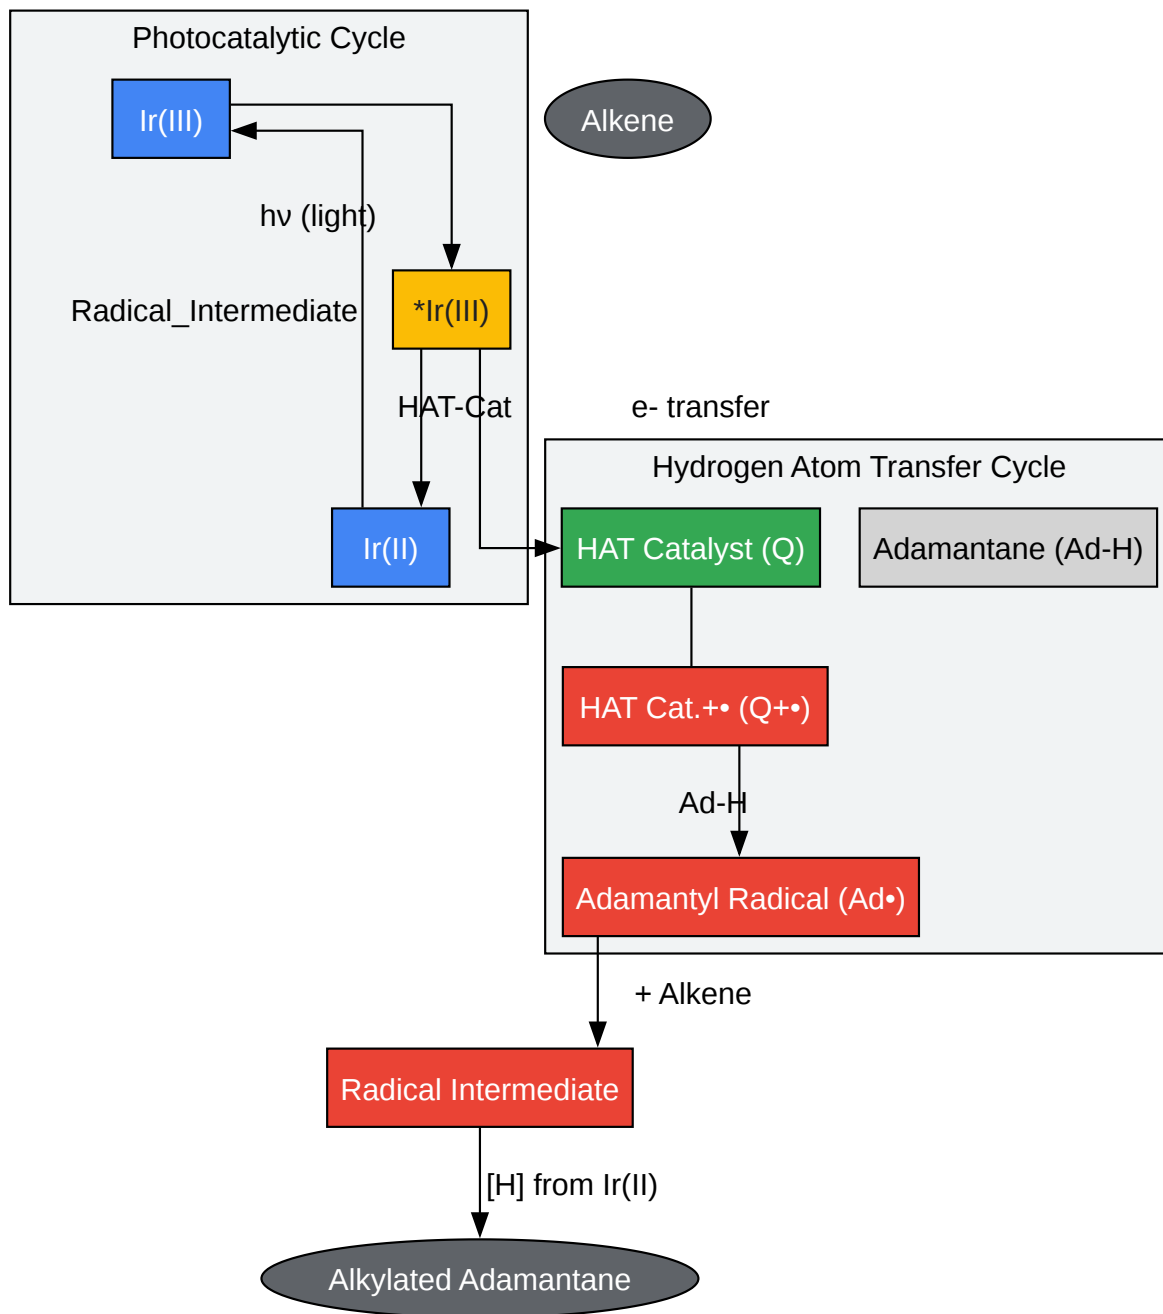 Photocatalytic Cycle
Ir(III)
Alkene
hν (light)
Radical_Intermediate
*Ir(III)
HAT-Cat
e- transfer
Hydrogen Atom Transfer Cycle
Ir(II)
HAT Catalyst (Q)
Adamantane (Ad-H)
HAT Cat.+• (Q+•)
Ad-H
Adamantyl Radical (Ad•)
+ Alkene
Radical Intermediate
[H] from Ir(II)
Alkylated Adamantane